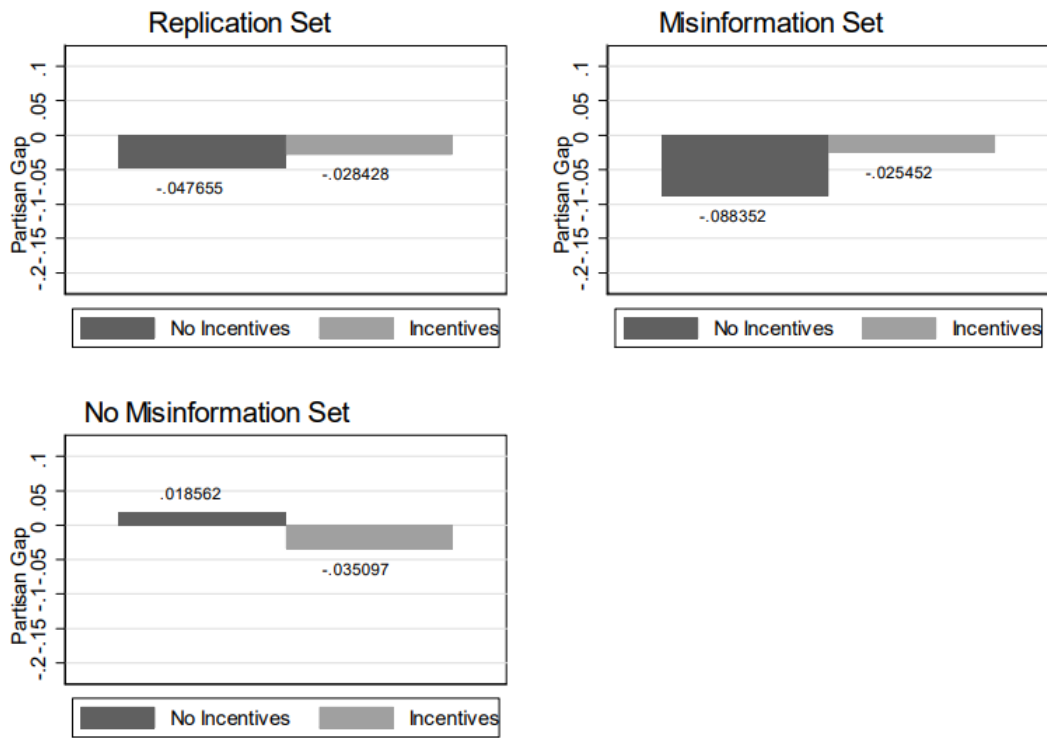 Replication Set
Partisan Gap
.1
.05
0
-.05
-.1
-.15
-.2
-.047655
-.028428
No Incentives
Incentives
Misinformation Set
Partisan Gap
.1
.05
0
-.05
-.1
-.15
-.2
-.088352
-.025452
No Incentives
Incentives
No Misinformation Set
Partisan Gap
.1
.05
0
-.05
-.1
-.15
-.2
.018562
-.035097
No Incentives
Incentives